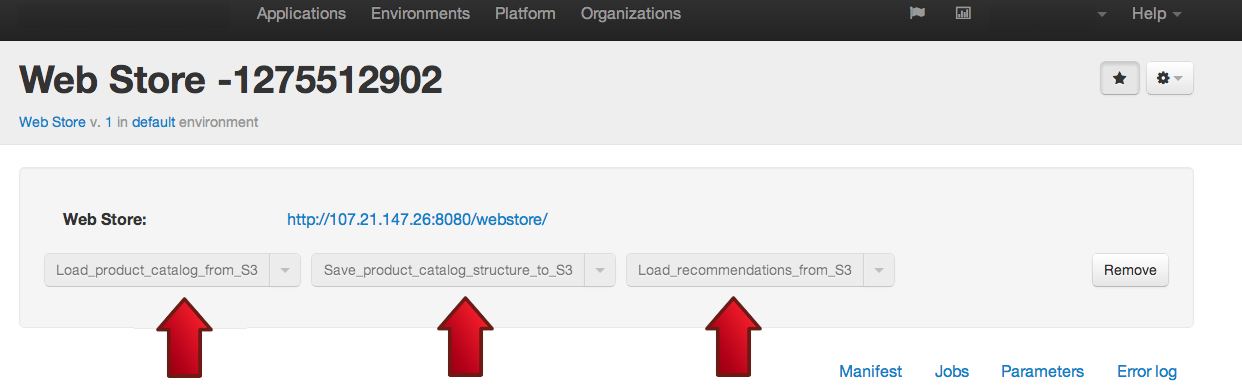 Applications Environments Platform Organizations Help
Web Store -1275512902
Web Store v. 1 in default environment
Web Store: http://107.21.147.26:8080/webstore/
Load_product_catalog_from_S3 Save_product_catalog_structure_to_S3 Load_recommendations_from_S3 Remove
Manifest Jobs Parameters Error log